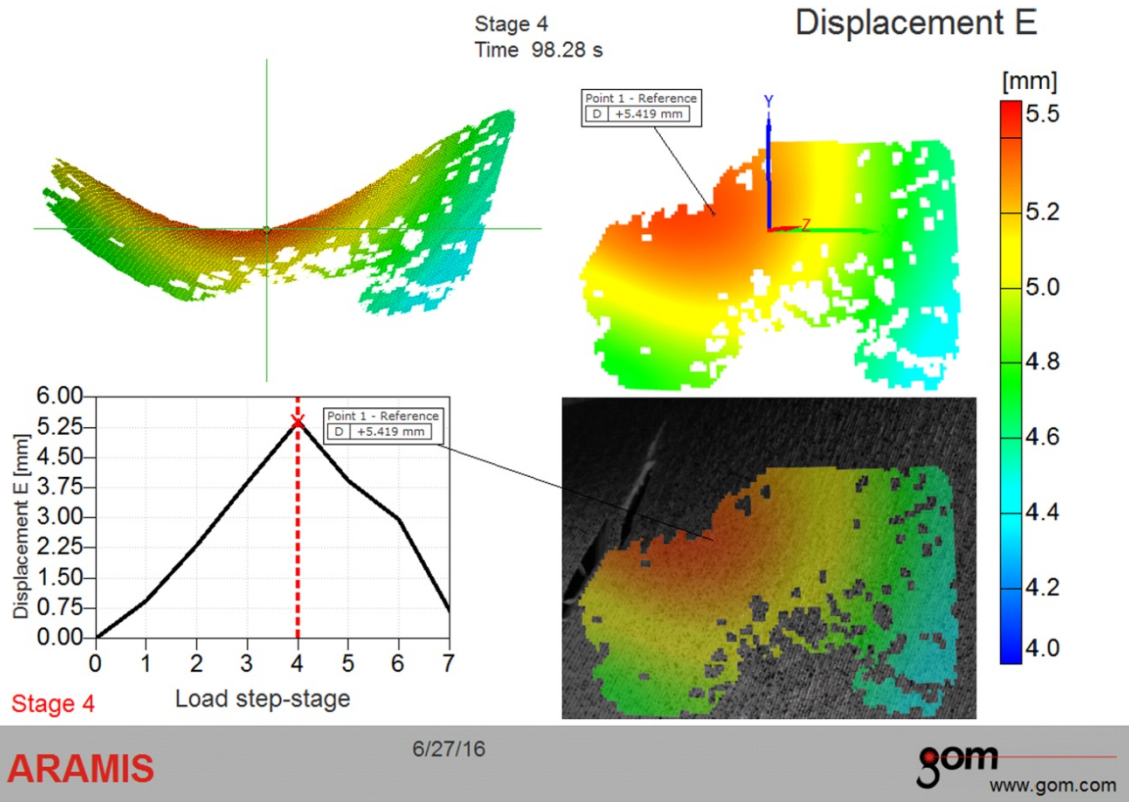 Stage 4
Time 98.28 s
Displacement E
Point 1 - Reference
D +5.419 mm
Y
Z
[mm]
5.5
5.2
5.0
4.8
4.6
4.4
4.2
4.0
Displacement E [mm]
6.00
5.25
4.50
3.75
3.00
2.25
1.50
0.75
0.00
Point 1 - Reference
D +5.419 mm
0 1 2 3 4 5 6 7
Stage 4
Load step-stage
ARAMIS
6/27/16
gom
www.gom.com